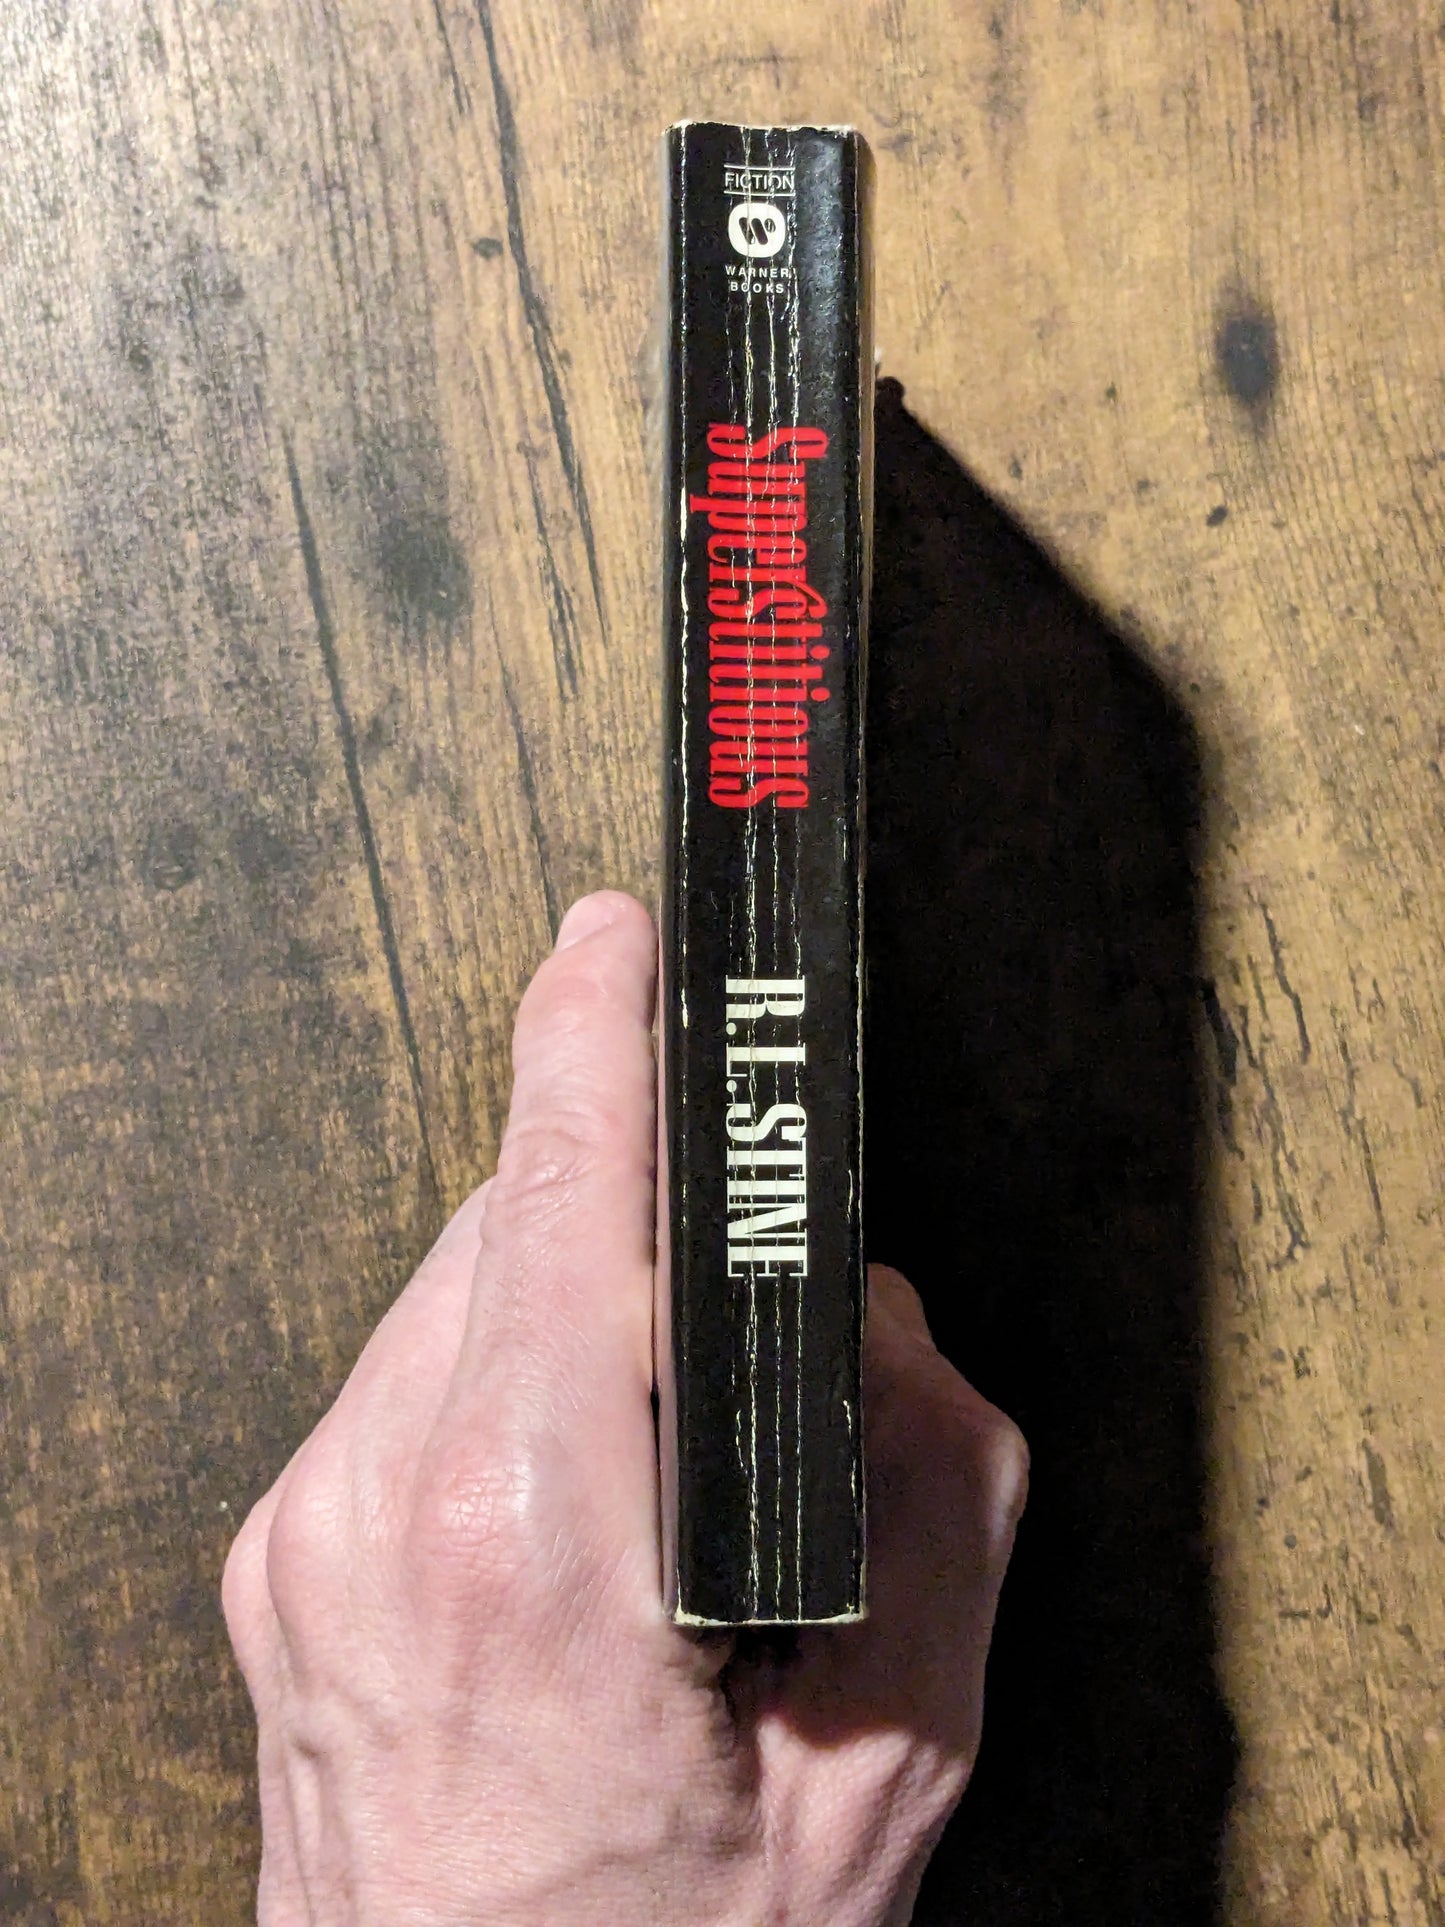 FICTION
WARNER
BOOKS
Superstitious
R.L. STINE